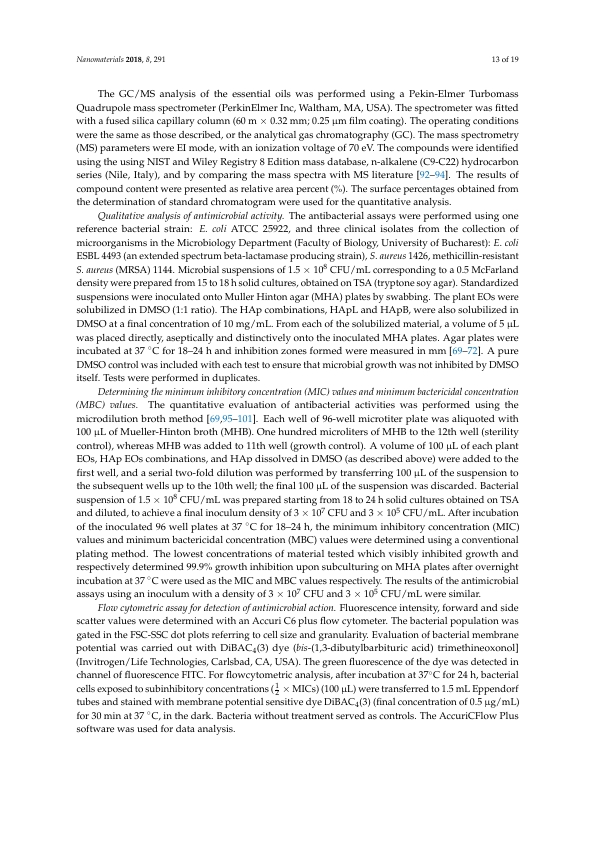 Nanomaterials 2018, 8, 291
13 of 19
The GC/MS analysis of the essential oils was performed using a Pekin-Elmer Turbomass
Quadrupole mass spectrometer (PerkinElmer Inc, Waltham, MA, USA). The spectrometer was fitted
with a fused silica capillary column (60 m × 0.32 mm; 0.25 µm film coating). The operating conditions
were the same as those described, or the analytical gas chromatography (GC). The mass spectrometry
(MS) parameters were EI mode, with an ionization voltage of 70 eV. The compounds were identified
using the using NIST and Wiley Registry 8 Edition mass database, n-alkalene (C9-C22) hydrocarbon
series (Nile, Italy), and by comparing the mass spectra with MS literature [92–94]. The results of
compound content were presented as relative area percent (%). The surface percentages obtained from
the determination of standard chromatogram were used for the quantitative analysis.
Qualitative analysis of antimicrobial activity. The antibacterial assays were performed using one
reference bacterial strain: E. coli ATCC 25922, and three clinical isolates from the collection of
microorganisms in the Microbiology Department (Faculty of Biology, University of Bucharest): E. coli
ESBL 4493 (an extended spectrum beta-lactamase producing strain), S. aureus 1426, methicillin-resistant
S. aureus (MRSA) 1144. Microbial suspensions of 1.5 × 10⁸ CFU/mL corresponding to a 0.5 McFarland
density were prepared from 15 to 18 h solid cultures, obtained on TSA (tryptone soy agar). Standardized
suspensions were inoculated onto Muller Hinton agar (MHA) plates by swabbing. The plant EOs were
solubilized in DMSO (1:1 ratio). The HAp combinations, HApL and HApB, were also solubilized in
DMSO at a final concentration of 10 mg/mL. From each of the solubilized material, a volume of 5 µL
was placed directly, aseptically and distinctively onto the inoculated MHA plates. Agar plates were
incubated at 37 °C for 18–24 h and inhibition zones formed were measured in mm [69–72]. A pure
DMSO control was included with each test to ensure that microbial growth was not inhibited by DMSO
itself. Tests were performed in duplicates.
Determining the minimum inhibitory concentration (MIC) values and minimum bactericidal concentration
(MBC) values. The quantitative evaluation of antibacterial activities was performed using the
microdilution broth method [69,95–101]. Each well of 96-well microtiter plate was aliquoted with
100 µL of Mueller-Hinton broth (MHB). One hundred microliters of MHB to the 12th well (sterility
control), whereas MHB was added to 11th well (growth control). A volume of 100 µL of each plant
EOs, HAp EOs combinations, and HAp dissolved in DMSO (as described above) were added to the
first well, and a serial two-fold dilution was performed by transferring 100 µL of the suspension to
the subsequent wells up to the 10th well; the final 100 µL of the suspension was discarded. Bacterial
suspension of 1.5 × 10⁸ CFU/mL was prepared starting from 18 to 24 h solid cultures obtained on TSA
and diluted, to achieve a final inoculum density of 3 × 10⁷ CFU and 3 × 10⁵ CFU/mL. After incubation
of the inoculated 96 well plates at 37 °C for 18–24 h, the minimum inhibitory concentration (MIC)
values and minimum bactericidal concentration (MBC) values were determined using a conventional
plating method. The lowest concentrations of material tested which visibly inhibited growth and
respectively determined 99.9% growth inhibition upon subculturing on MHA plates after overnight
incubation at 37 °C were used as the MIC and MBC values respectively. The results of the antimicrobial
assays using an inoculum with a density of 3 × 10⁷ CFU and 3 × 10⁵ CFU/mL were similar.
Flow cytometric assay for detection of antimicrobial action. Fluorescence intensity, forward and side
scatter values were determined with an Accuri C6 plus flow cytometer. The bacterial population was
gated in the FSC-SSC dot plots referring to cell size and granularity. Evaluation of bacterial membrane
potential was carried out with DiBAC₄(3) dye (bis-(1,3-dibutylbarbituric acid) trimethineoxonol]
(Invitrogen/Life Technologies, Carlsbad, CA, USA). The green fluorescence of the dye was detected in
channel of fluorescence FITC. For flowcytometric analysis, after incubation at 37°C for 24 h, bacterial
cells exposed to subinhibitory concentrations (½ × MICs) (100 µL) were transferred to 1.5 mL Eppendorf
tubes and stained with membrane potential sensitive dye DiBAC₄(3) (final concentration of 0.5 µg/mL)
for 30 min at 37 °C, in the dark. Bacteria without treatment served as controls. The AccuriCFlow Plus
software was used for data analysis.